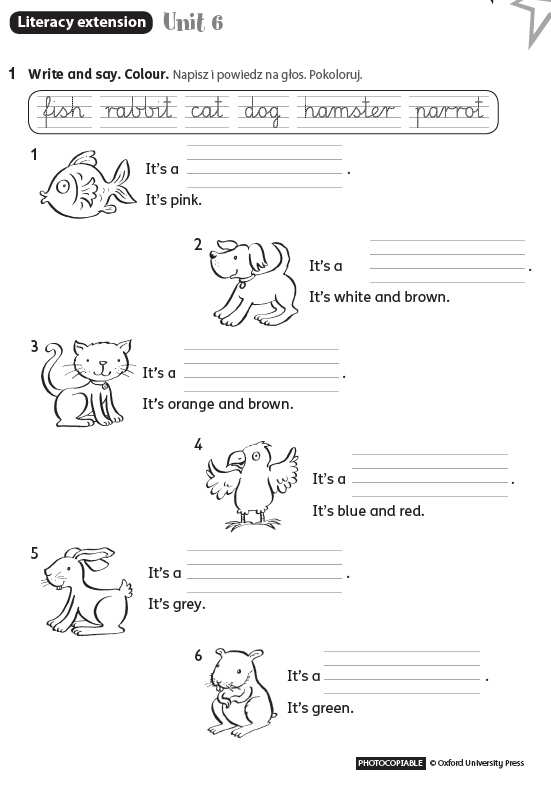 Literacy extension Unit 6
1 Write and say. Colour. Napisz i powiedz na głos. Pokoloruj.
fish rabbit cat dog hamster parrot
1
It's a .
It's pink.
2
It's a .
It's white and brown.
3
It's a .
It's orange and brown.
4
It's a .
It's blue and red.
5
It's a .
It's grey.
6
It's a .
It's green.
PHOTOCOPIABLE © Oxford University Press